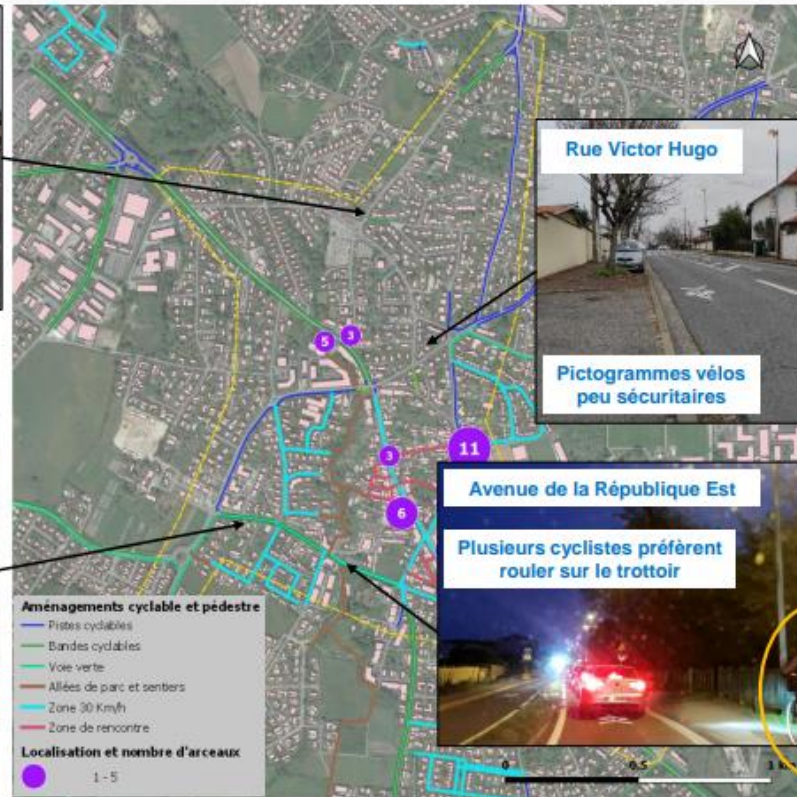 Rue Victor Hugo
Pictogrammes vélos
peu sécuritaires
5
3
3
11
6
Avenue de la République Est
Plusieurs cyclistes préfèrent
rouler sur le trottoir
Aménagements cyclable et pédestre
Pistes cyclables
Bandes cyclables
Voie verte
Allées de parc et sentiers
Zone 30 Km/h
Zone de rencontre
Localisation et nombre d'arceaux
1 - 5
0 0.5 1 km